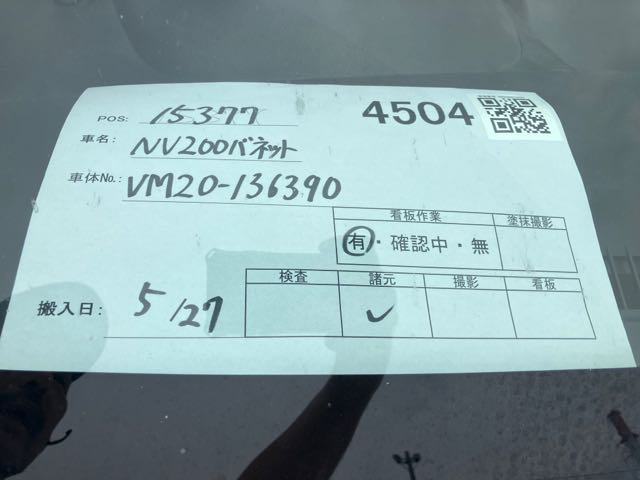 POS: 15377 4504
車名: NV200バネット
車体No.: VM20-136390
看板作業 塗抹撮影
有・確認中・無
検査 諸元 撮影 看板
搬入日: 5/27 ✓